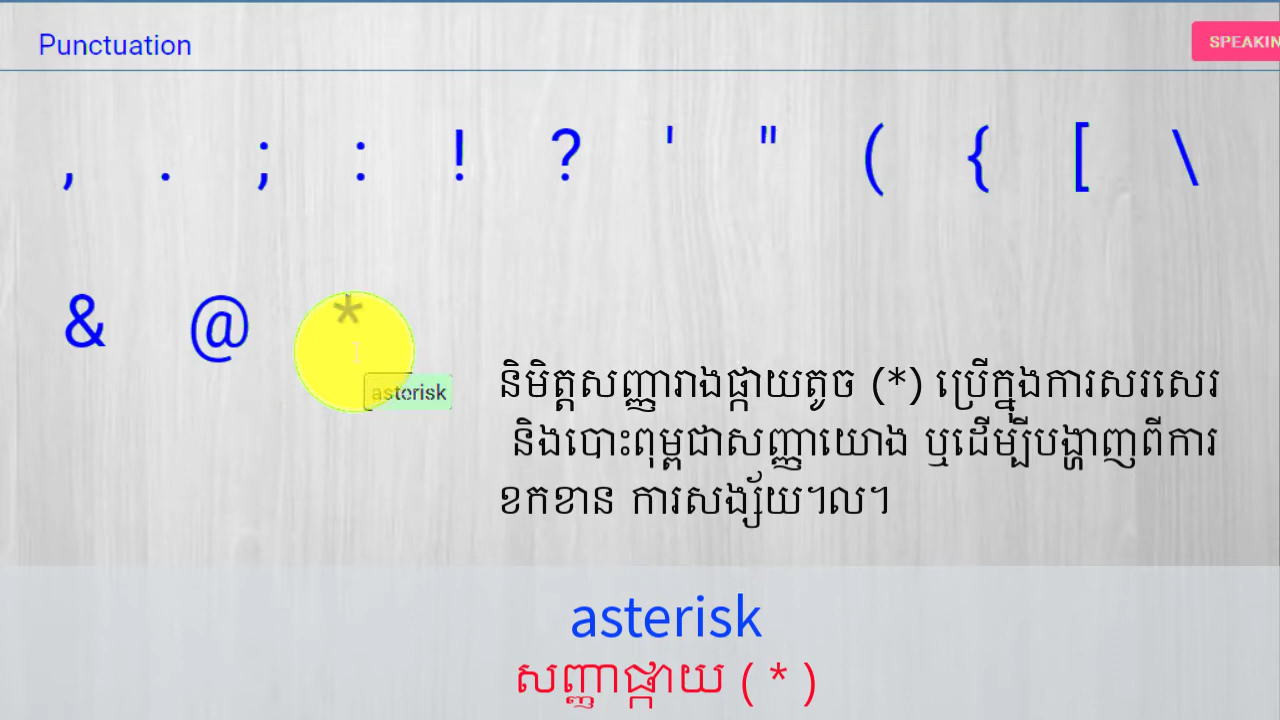 Punctuation
SPEAKIN
, . ; : ! ? ' " ( { [ \
& @ *
asterisk
និមិត្តសញ្ញារាងផ្កាយតូច (*) ប្រើក្នុងការសរសេរ
និងបោះពុម្ពជាសញ្ញាយោង ឬដើម្បីបង្ហាញពីការ
ខកខាន ការសង្ស័យ។ល។
asterisk
សញ្ញាផ្កាយ ( * )